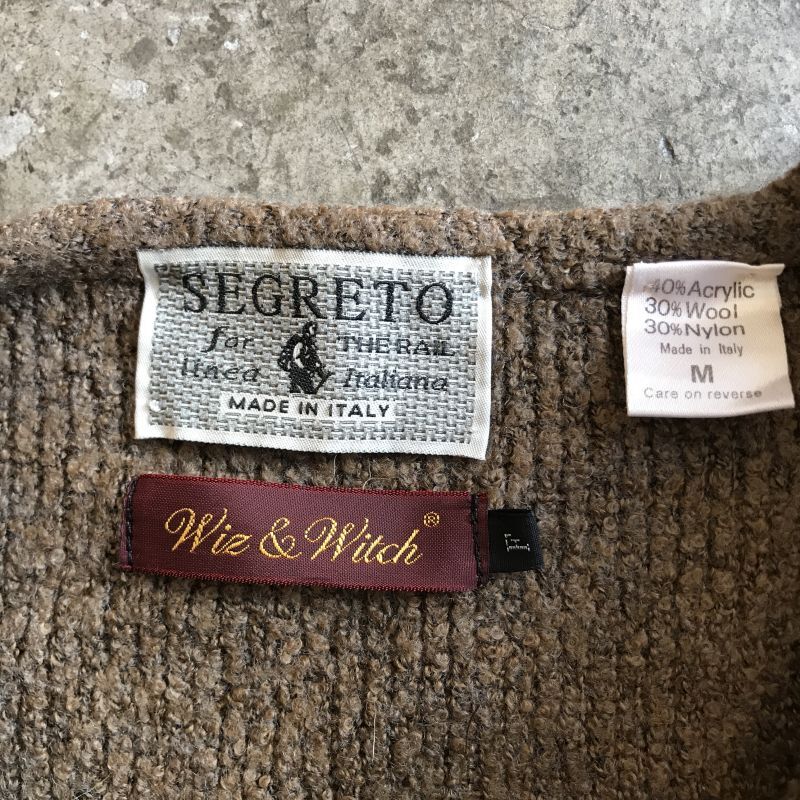 SEGRETO
for THE RAIL
linea Italiana
MADE IN ITALY
40% Acrylic
30% Wool
30% Nylon
Made in Italy
M
Care on reverse
Wiz & Witch®